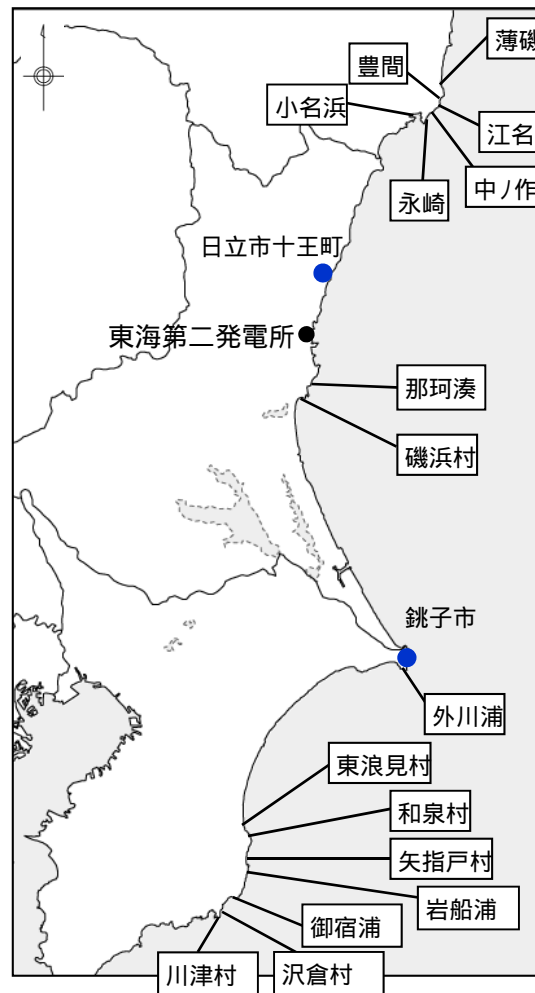 薄磯
豊間
小名浜
江名
中ノ作
永崎
日立市十王町
東海第二発電所
那珂湊
磯浜村
銚子市
外川浦
東浪見村
和泉村
矢指戸村
岩船浦
御宿浦
川津村
沢倉村